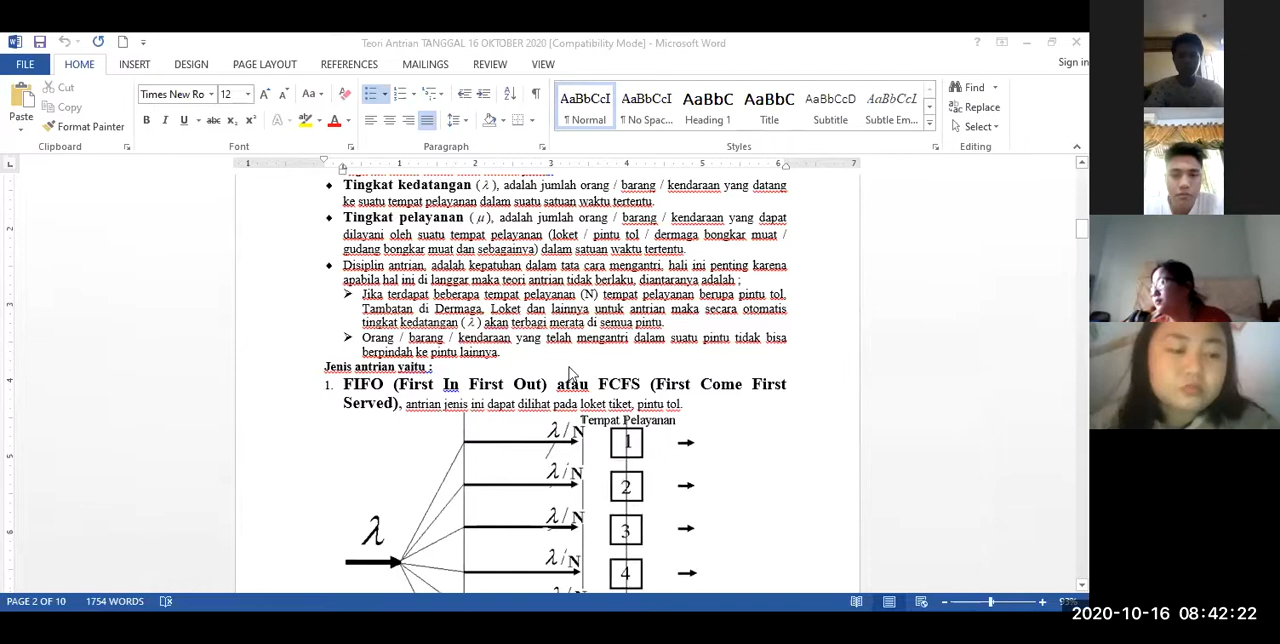 Teori Antrian TANGGAL 16 OKTOBER 2020 [Compatibility Mode] - Microsoft Word
FILE HOME INSERT DESIGN PAGE LAYOUT REFERENCES MAILINGS REVIEW VIEW Sign in
Paste
Cut
Copy
Format Painter
Clipboard
Times New Ro 12
Font
Paragraph
AaBbCcI AaBbCcI AaBbC AaBbC AaBbCcD AaBbCcI
¶ Normal ¶ No Spac... Heading 1 Title Subtitle Subtle Em...
Styles
Find
Replace
Select
Editing
1 1 2 3 4 5 6 7
Tingkat kedatangan (λ), adalah jumlah orang / barang / kendaraan yang datang
ke suatu tempat pelayanan dalam suatu satuan waktu tertentu.
Tingkat pelayanan (μ), adalah jumlah orang / barang / kendaraan yang dapat
dilayani oleh suatu tempat pelayanan (loket / pintu tol / dermaga bongkar muat /
gudang bongkar muat dan sebagainya) dalam satuan waktu tertentu.
Disiplin antrian, adalah kepatuhan dalam tata cara mengantri, hali ini penting karena
apabila hal ini di langgar maka teori antrian tidak berlaku, diantaranya adalah ;
Jika terdapat beberapa tempat pelayanan (N) tempat pelayanan berupa pintu tol,
Tambatan di Dermaga, Loket dan lainnya untuk antrian maka secara otomatis
tingkat kedatangan (λ) akan terbagi merata di semua pintu.
Orang / barang / kendaraan yang telah mengantri dalam suatu pintu tidak bisa
berpindah ke pintu lainnya.
Jenis antrian yaitu :
1. FIFO (First In First Out) atau FCFS (First Come First
Served), antrian jenis ini dapat dilihat pada loket tiket, pintu tol.
Tempat Pelayanan
λ / N 1
λ / N 2
λ / N 3
λ
λ / N 4
PAGE 2 OF 10 1754 WORDS 93%
2020-10-16 08:42:22